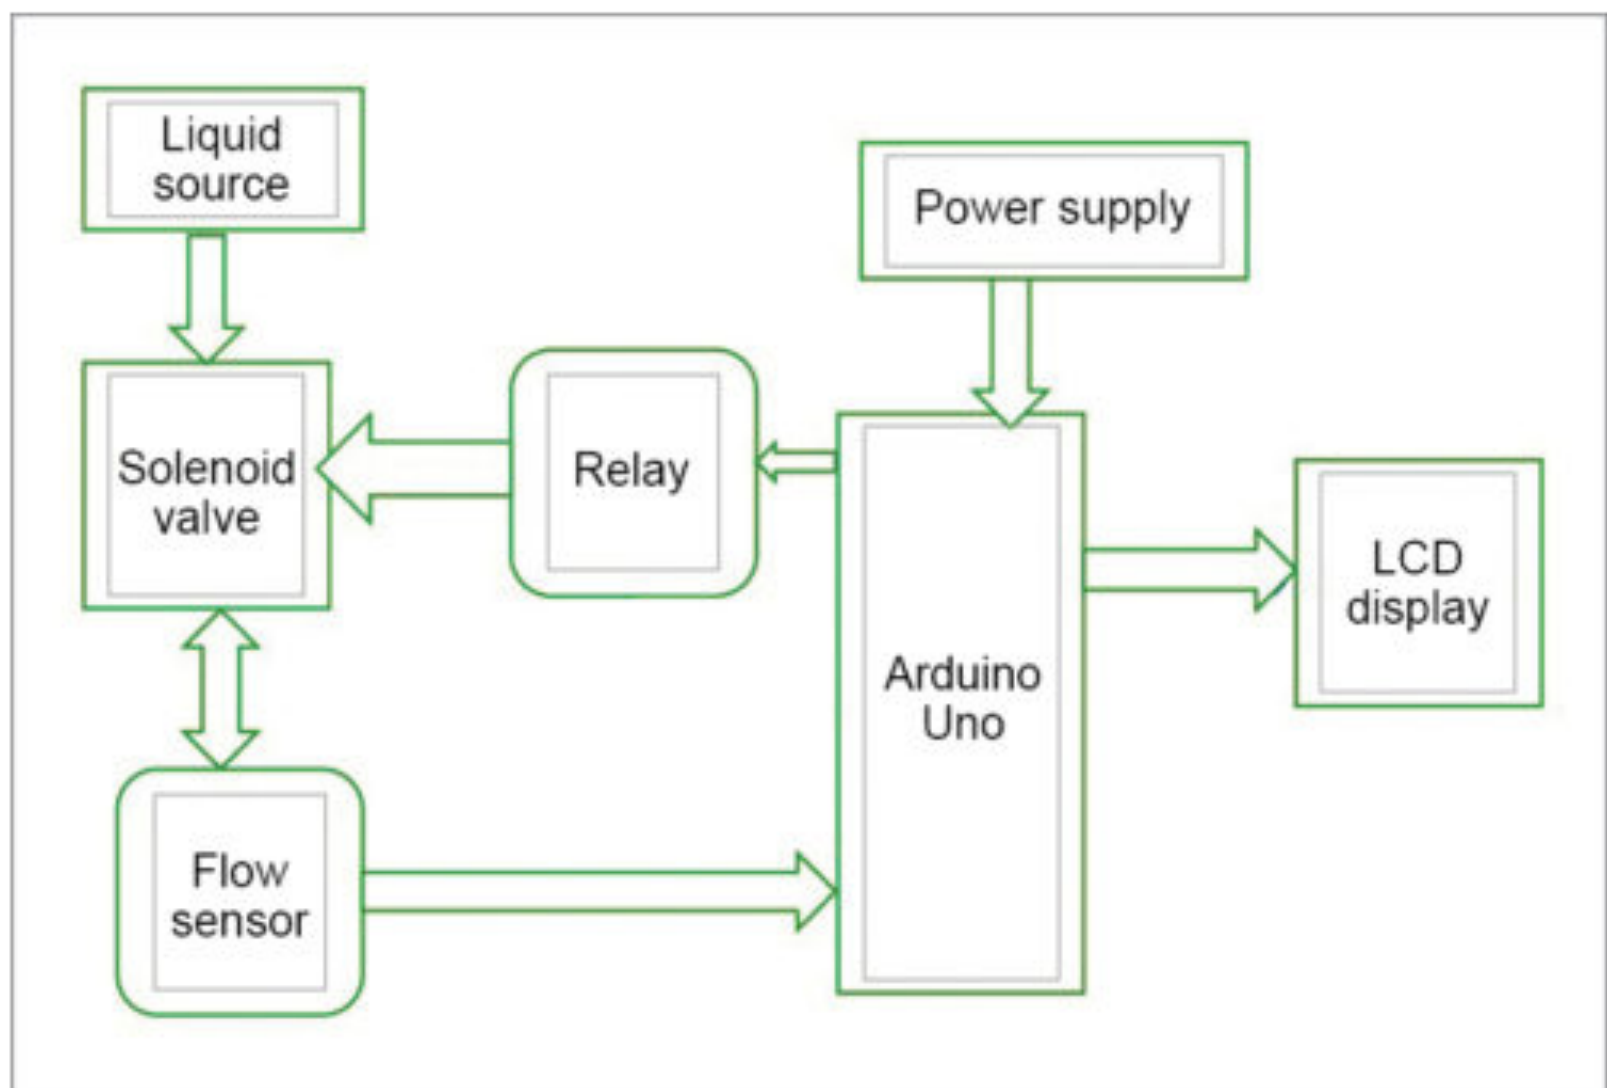 Liquid
source
Power supply
Solenoid
valve
Relay
LCD
display
Arduino
Uno
Flow
sensor